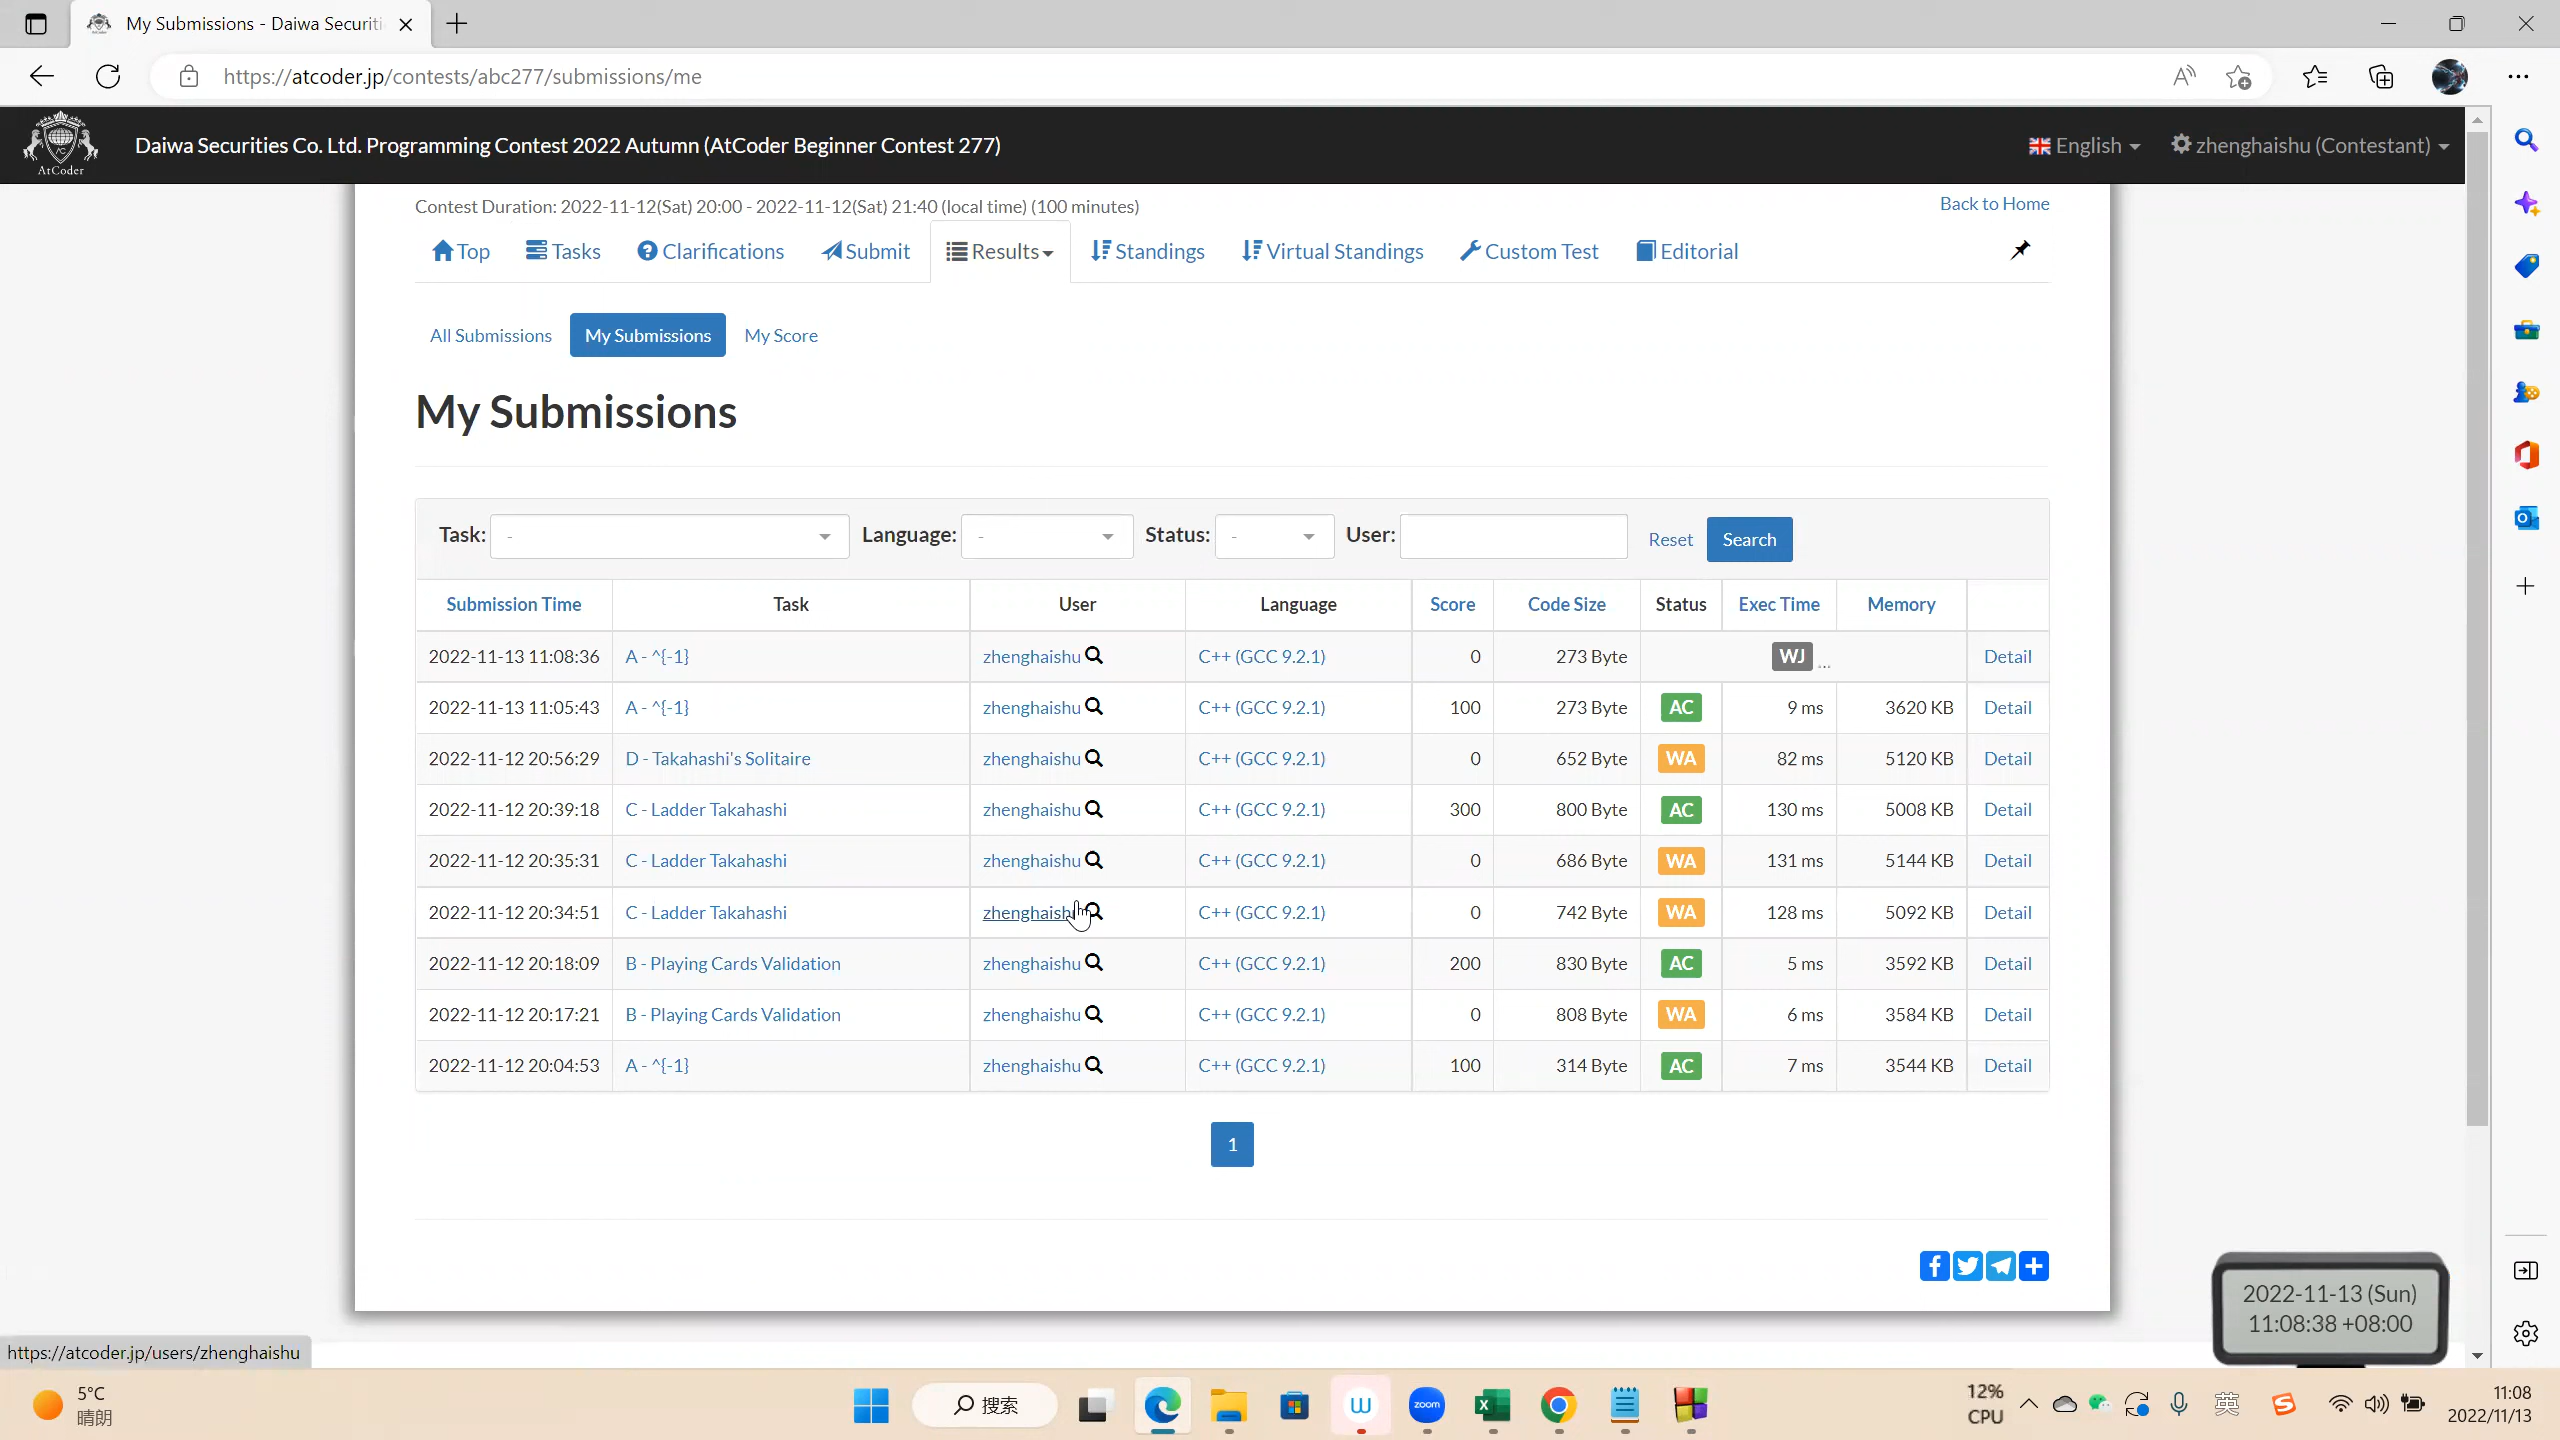 My Submissions - Daiwa Securiti
https://atcoder.jp/contests/abc277/submissions/me
AtCoder
Daiwa Securities Co. Ltd. Programming Contest 2022 Autumn (AtCoder Beginner Contest 277)
English
zhenghaishu (Contestant)
Contest Duration: 2022-11-12(Sat) 20:00 - 2022-11-12(Sat) 21:40 (local time) (100 minutes)
Back to Home
Top Tasks Clarifications Submit Results Standings Virtual Standings Custom Test Editorial
All Submissions My Submissions My Score
My Submissions
Task: - Language: - Status: - User: Reset Search
Submission Time Task User Language Score Code Size Status Exec Time Memory
2022-11-13 11:08:36 A - ^{-1} zhenghaishu C++ (GCC 9.2.1) 0 273 Byte WJ ... Detail
2022-11-13 11:05:43 A - ^{-1} zhenghaishu C++ (GCC 9.2.1) 100 273 Byte AC 9 ms 3620 KB Detail
2022-11-12 20:56:29 D - Takahashi's Solitaire zhenghaishu C++ (GCC 9.2.1) 0 652 Byte WA 82 ms 5120 KB Detail
2022-11-12 20:39:18 C - Ladder Takahashi zhenghaishu C++ (GCC 9.2.1) 300 800 Byte AC 130 ms 5008 KB Detail
2022-11-12 20:35:31 C - Ladder Takahashi zhenghaishu C++ (GCC 9.2.1) 0 686 Byte WA 131 ms 5144 KB Detail
2022-11-12 20:34:51 C - Ladder Takahashi zhenghaishu C++ (GCC 9.2.1) 0 742 Byte WA 128 ms 5092 KB Detail
2022-11-12 20:18:09 B - Playing Cards Validation zhenghaishu C++ (GCC 9.2.1) 200 830 Byte AC 5 ms 3592 KB Detail
2022-11-12 20:17:21 B - Playing Cards Validation zhenghaishu C++ (GCC 9.2.1) 0 808 Byte WA 6 ms 3584 KB Detail
2022-11-12 20:04:53 A - ^{-1} zhenghaishu C++ (GCC 9.2.1) 100 314 Byte AC 7 ms 3544 KB Detail
1
2022-11-13 (Sun)
11:08:38 +08:00
https://atcoder.jp/users/zhenghaishu
5°C
晴朗
搜索
zoom
12%
CPU
英
11:08
2022/11/13